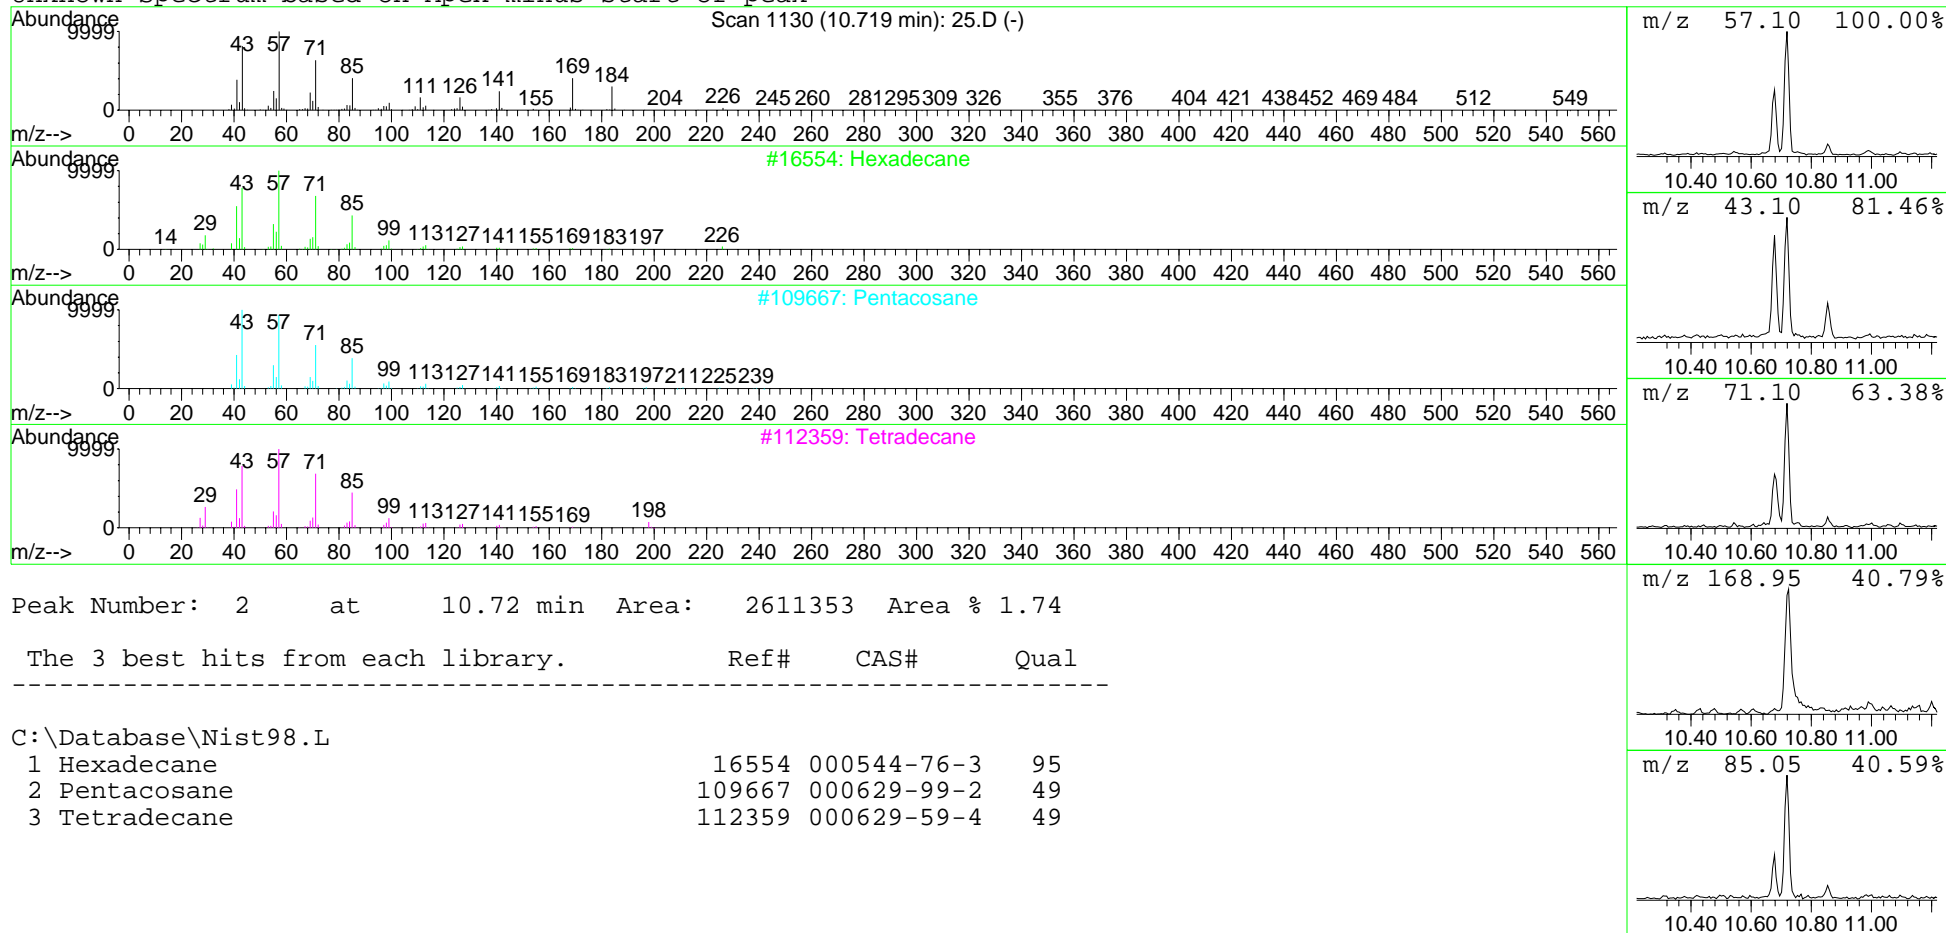 Unknown Spectrum based on Apex minus start of peak
Abundance
Scan 1130 (10.719 min): 25.D (-)
9999
43 57 71 85 111 126 141 155 169 184 204 226 245 260 281 295 309 326 355 376 404 421 438 452 469 484 512 549
0
0 20 40 60 80 100 120 140 160 180 200 220 240 260 280 300 320 340 360 380 400 420 440 460 480 500 520 540 560
m/z-->
Abundance
#16554: Hexadecane
9999
14 29 43 57 71 85 99 113 127 141 155 169 183 197 226
0
0 20 40 60 80 100 120 140 160 180 200 220 240 260 280 300 320 340 360 380 400 420 440 460 480 500 520 540 560
m/z-->
Abundance
#109667: Pentacosane
9999
43 57 71 85 99 113 127 141 155 169 183 197 211 225 239
0
0 20 40 60 80 100 120 140 160 180 200 220 240 260 280 300 320 340 360 380 400 420 440 460 480 500 520 540 560
m/z-->
Abundance
#112359: Tetradecane
9999
29 43 57 71 85 99 113 127 141 155 169 198
0
0 20 40 60 80 100 120 140 160 180 200 220 240 260 280 300 320 340 360 380 400 420 440 460 480 500 520 540 560
m/z-->
m/z 57.10 100.00%
10.40 10.60 10.80 11.00
m/z 43.10 81.46%
10.40 10.60 10.80 11.00
m/z 71.10 63.38%
10.40 10.60 10.80 11.00
m/z 168.95 40.79%
10.40 10.60 10.80 11.00
m/z 85.05 40.59%
10.40 10.60 10.80 11.00
Peak Number: 2 at 10.72 min Area: 2611353 Area % 1.74
The 3 best hits from each library. Ref# CAS# Qual
---------------------------------------------------------------------
C:\Database\Nist98.L
1 Hexadecane 16554 000544-76-3 95
2 Pentacosane 109667 000629-99-2 49
3 Tetradecane 112359 000629-59-4 49